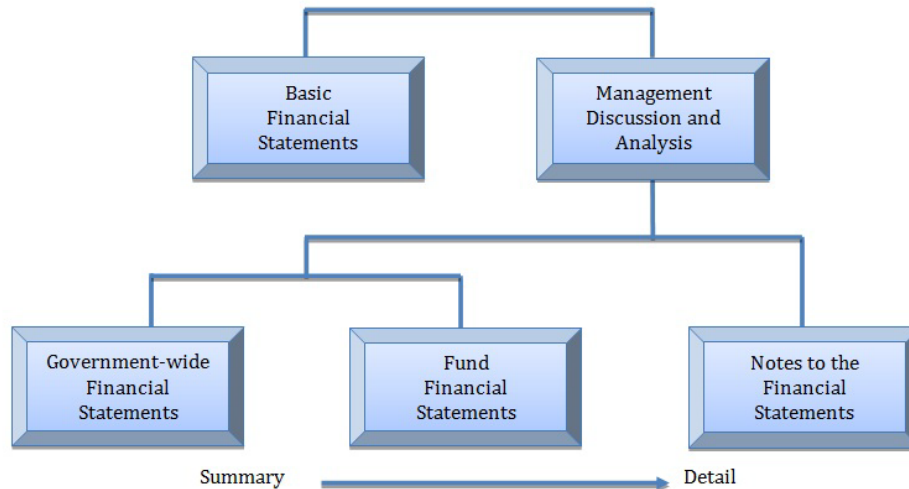 Basic
Financial
Statements
Management
Discussion and
Analysis
Government-wide
Financial
Statements
Fund
Financial
Statements
Notes to the
Financial
Statements
Summary
Detail